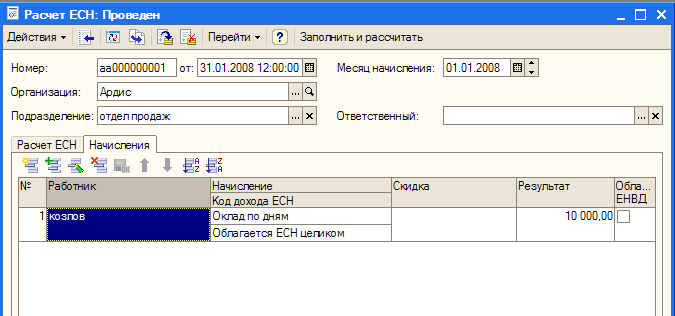 Расчет ЕСН: Проведен
Действия Перейти ? Заполнить и рассчитать
Номер: аа000000001 от: 31.01.2008 12:00:00 Месяц начисления: 01.01.2008
Организация: Ардис ...
Подразделение: отдел продаж ... Ответственный: ...
Расчет ЕСН Начисления
№ Работник Начисление Скидка Результат Обла...
Код дохода ЕСН ЕНВД
1 козлов Оклад по дням 10 000,00
Облагается ЕСН целиком